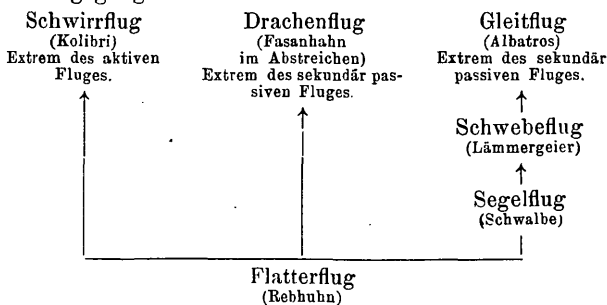 Schwirrflug
(Kolibri)
Extrem des aktiven
Fluges.
Drachenflug
(Fasanhahn
im Abstreichen)
Extrem des sekundär pas-
siven Fluges.
Gleitflug
(Albatros)
Extrem des sekundär
passiven Fluges.
Schwebeflug
(Lämmergeier)
Segelflug
(Schwalbe)
Flatterflug
(Rebhuhn)